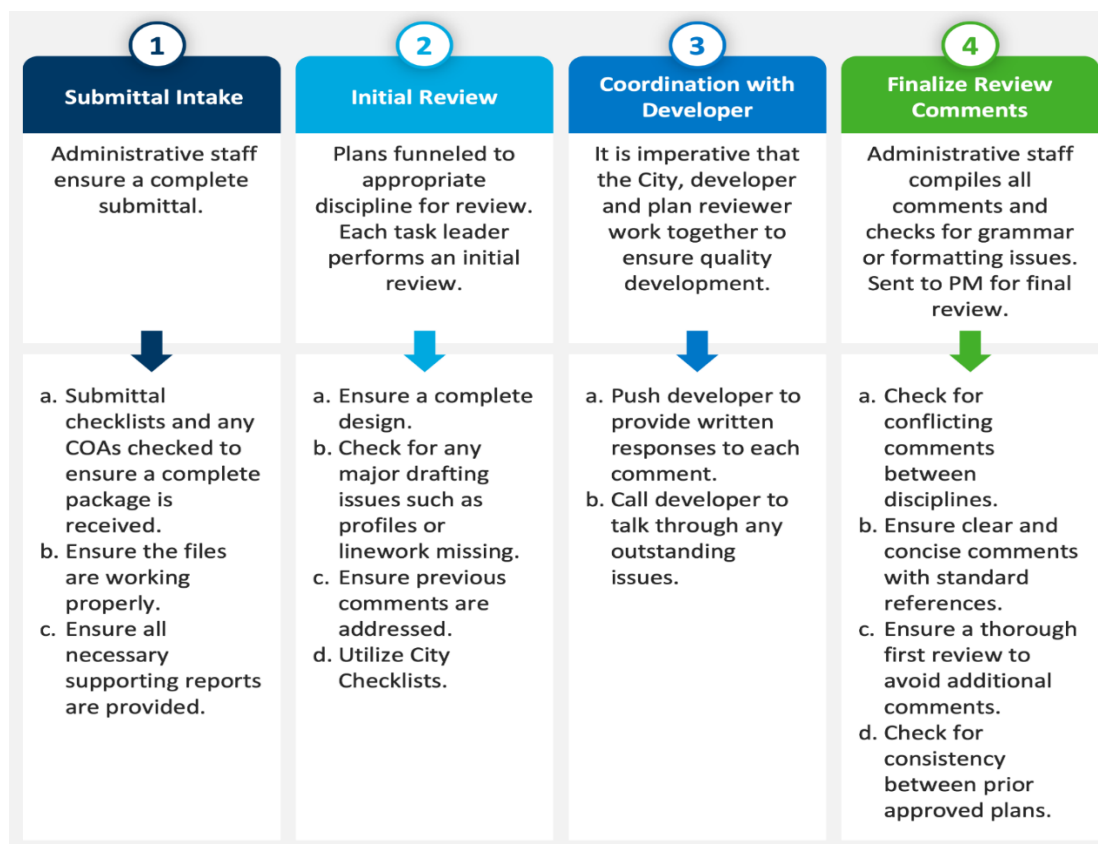 1
Submittal Intake
Administrative staff
ensure a complete
submittal.
a. Submittal
checklists and any
COAs checked to
ensure a complete
package is
received.
b. Ensure the files
are working
properly.
c. Ensure all
necessary
supporting reports
are provided.
2
Initial Review
Plans funneled to
appropriate
discipline for review.
Each task leader
performs an initial
review.
a. Ensure a complete
design.
b. Check for any
major drafting
issues such as
profiles or
linework missing.
c. Ensure previous
comments are
addressed.
d. Utilize City
Checklists.
3
Coordination with
Developer
It is imperative that
the City, developer
and plan reviewer
work together to
ensure quality
development.
a. Push developer to
provide written
responses to each
comment.
b. Call developer to
talk through any
outstanding
issues.
4
Finalize Review
Comments
Administrative staff
compiles all
comments and
checks for grammar
or formatting issues.
Sent to PM for final
review.
a. Check for
conflicting
comments
between
disciplines.
b. Ensure clear and
concise comments
with standard
references.
c. Ensure a thorough
first review to
avoid additional
comments.
d. Check for
consistency
between prior
approved plans.